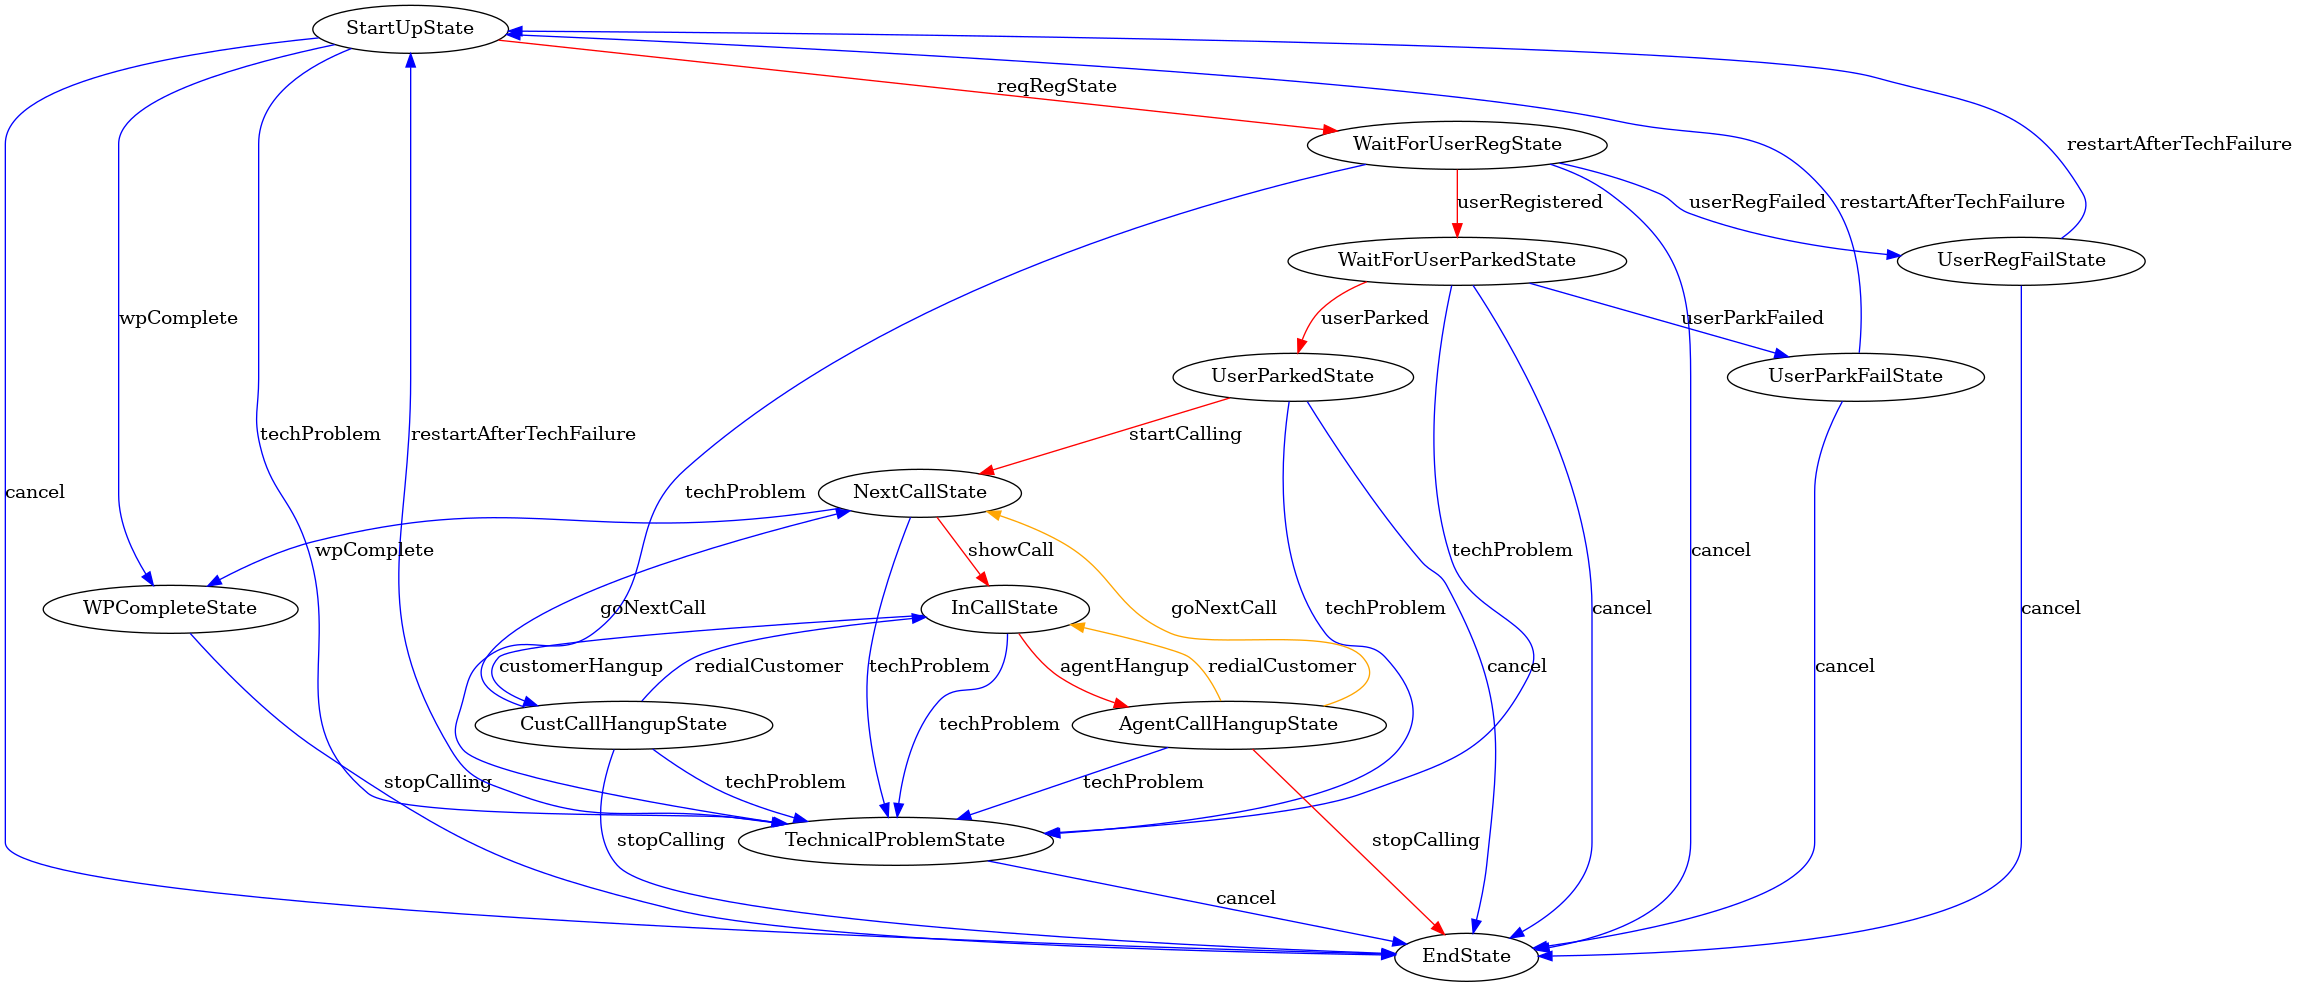 StartUpState
reqRegState
WaitForUserRegState
restartAfterTechFailure
userRegistered
userRegFailed
restartAfterTechFailure
WaitForUserParkedState
UserRegFailState
wpComplete
userParked
userParkFailed
UserParkedState
UserParkFailState
techProblem
restartAfterTechFailure
startCalling
cancel
NextCallState
techProblem
wpComplete
showCall
techProblem
cancel
WPCompleteState
goNextCall
InCallState
goNextCall
techProblem
cancel
cancel
customerHangup
redialCustomer
techProblem
agentHangup
redialCustomer
cancel
cancel
CustCallHangupState
techProblem
AgentCallHangupState
stopCalling
techProblem
techProblem
stopCalling
TechnicalProblemState
stopCalling
cancel
EndState